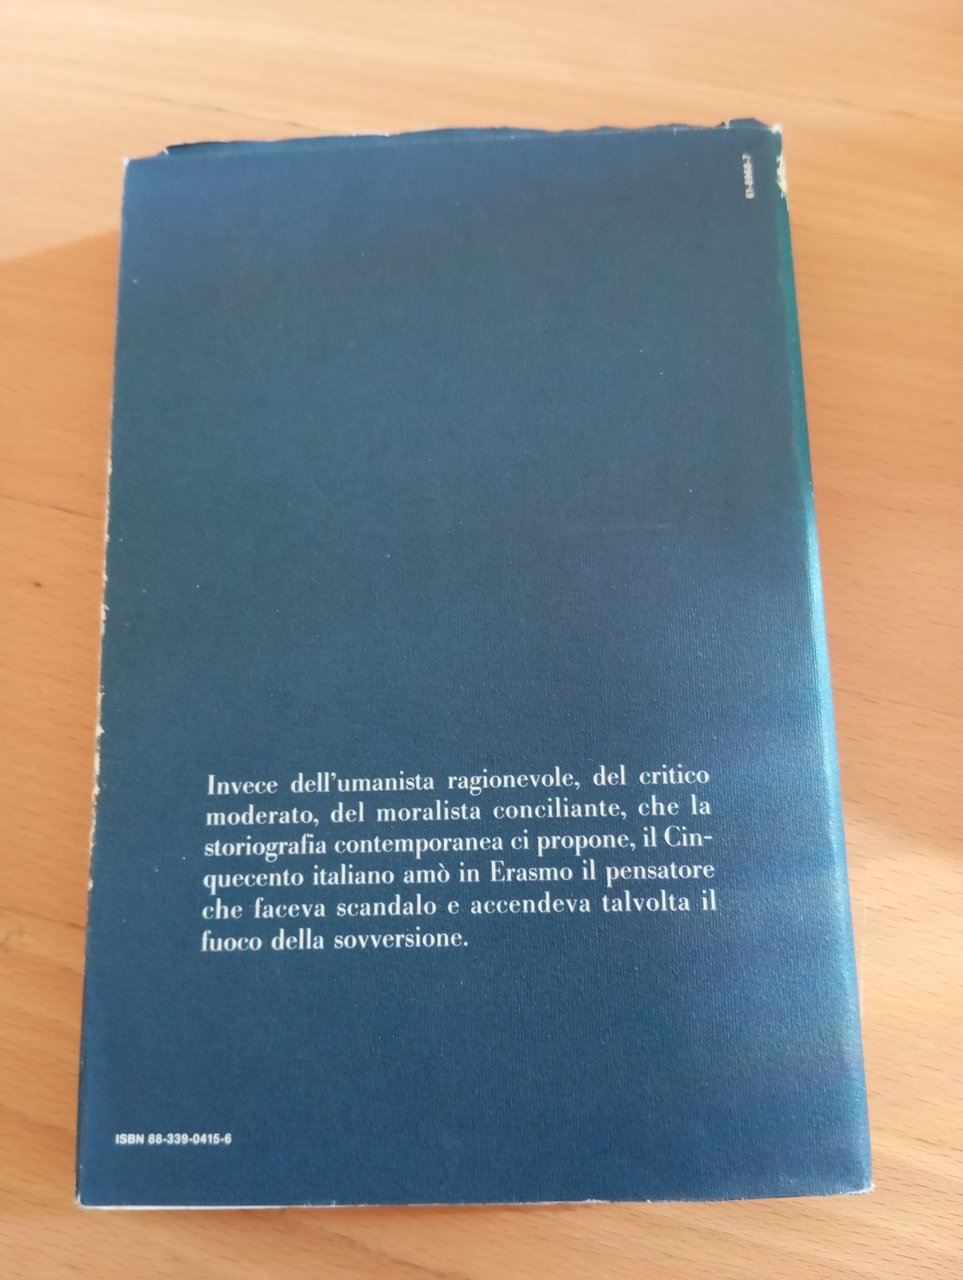 Invece dell'umanista ragionevole, del critico
moderato, del moralista conciliante, che la
storiografia contemporanea ci propone, il Cin-
quecento italiano amò in Erasmo il pensatore
che faceva scandalo e accendeva talvolta il
fuoco della sovversione.
ISBN 88-339-0415-6